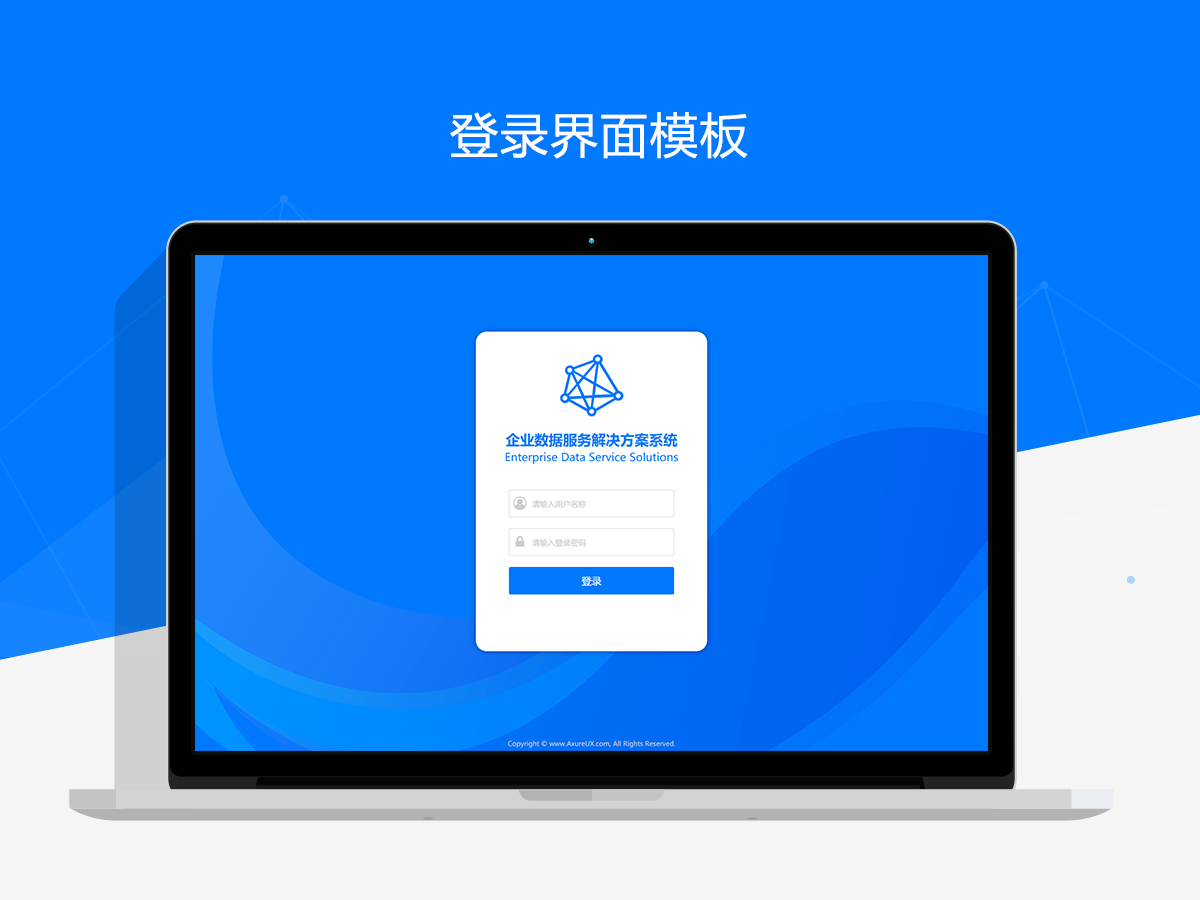 登录界面模板
企业数据服务解决方案系统
Enterprise Data Service Solutions
请输入用户名称
请输入登录密码
登录
Copyright © www.AxureUX.com, All Rights Reserved.